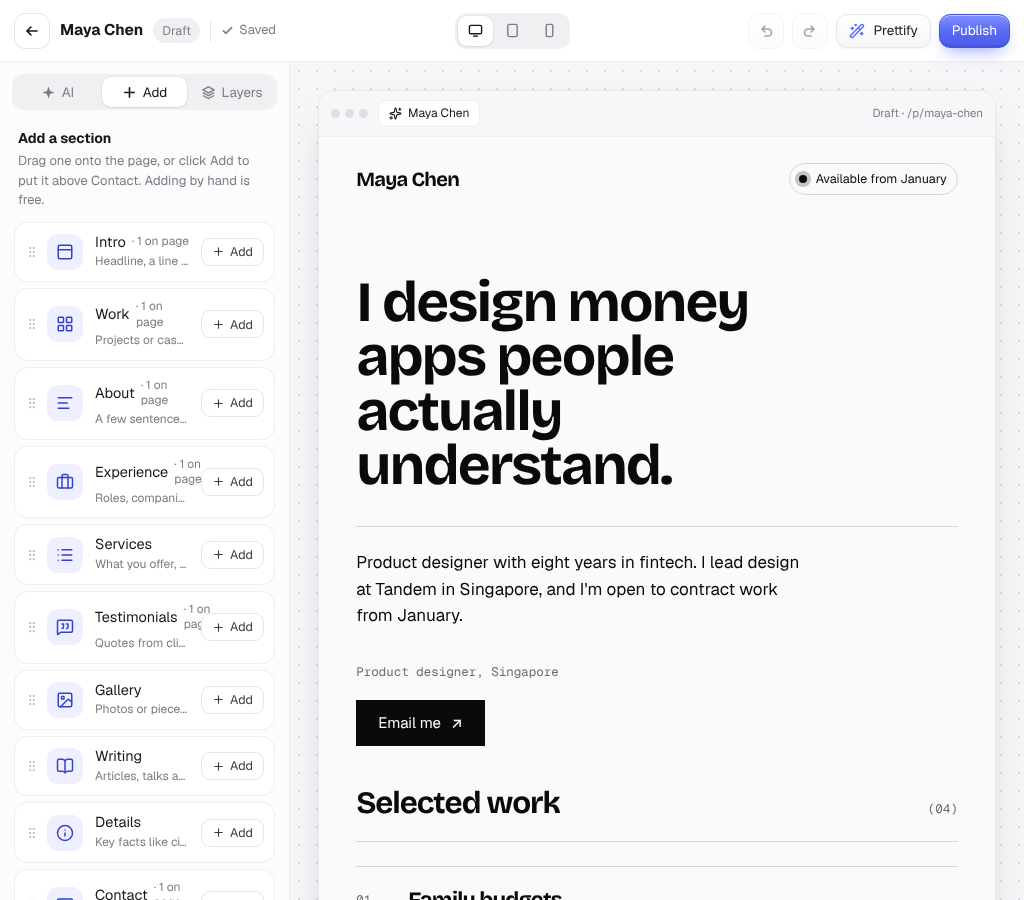 Maya Chen
Draft
Saved
Prettify
Publish
AI
Add
Layers
Add a section
Drag one onto the page, or click Add to
put it above Contact. Adding by hand is
free.
Intro · 1 on page
Headline, a line ...
Add
Work · 1 on
page
Projects or cas...
Add
About · 1 on
page
A few sentence...
Add
Experience · 1 on
page
Roles, compani...
Add
Services
What you offer, ...
Add
Testimonials · 1 on
Quotes from cli...
Add
Gallery
Photos or piece...
Add
Writing
Articles, talks a...
Add
Details
Key facts like ci...
Add
Contact · 1 on
Maya Chen
Draft · /p/maya-chen
Maya Chen
Available from January
I design money
apps people
actually
understand.
Product designer with eight years in fintech. I lead design
at Tandem in Singapore, and I'm open to contract work
from January.
Product designer, Singapore
Email me
Selected work
(04)
01
Family budgets